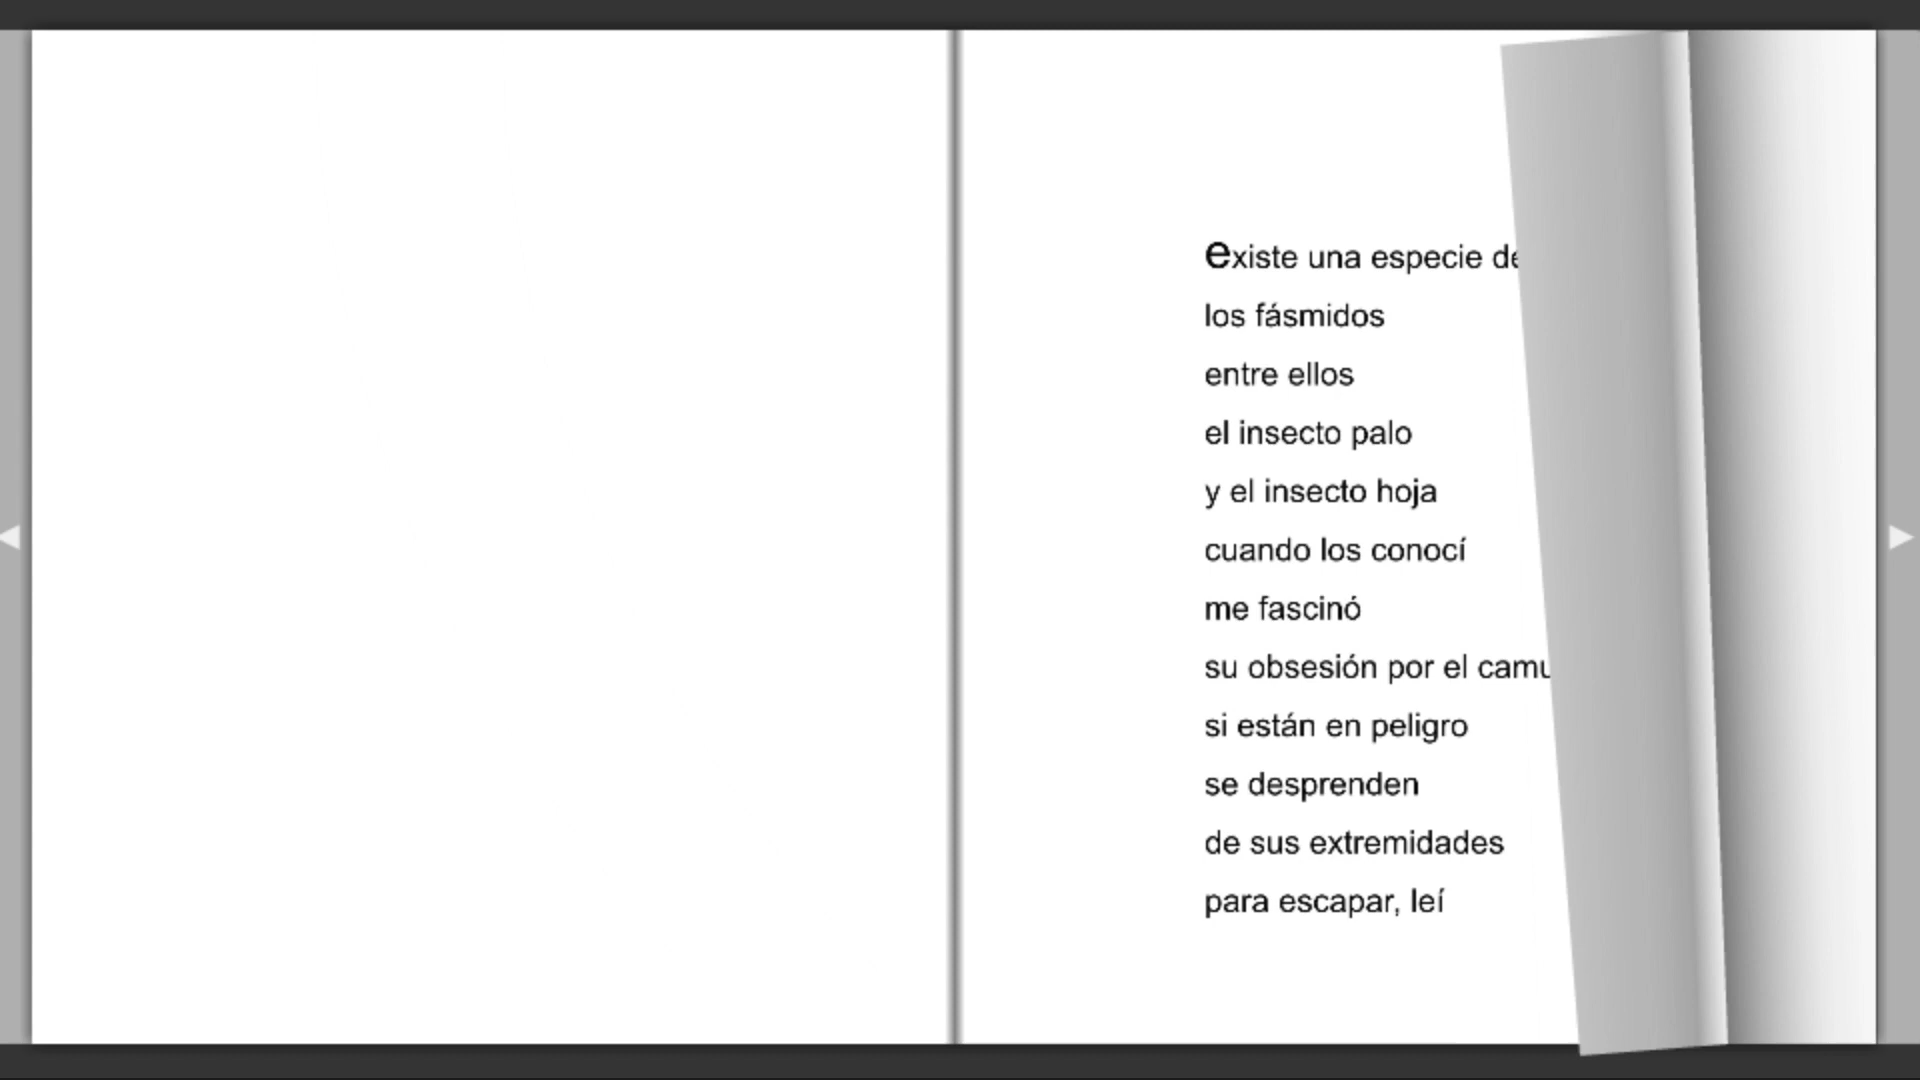 existe una especie
los fásmidos
entre ellos
el insecto palo
y el insecto hoja
cuando los conocí
me fascinó
su obsesión por el
si están en peligro
se desprenden
de sus extremidades
para escapar, leí